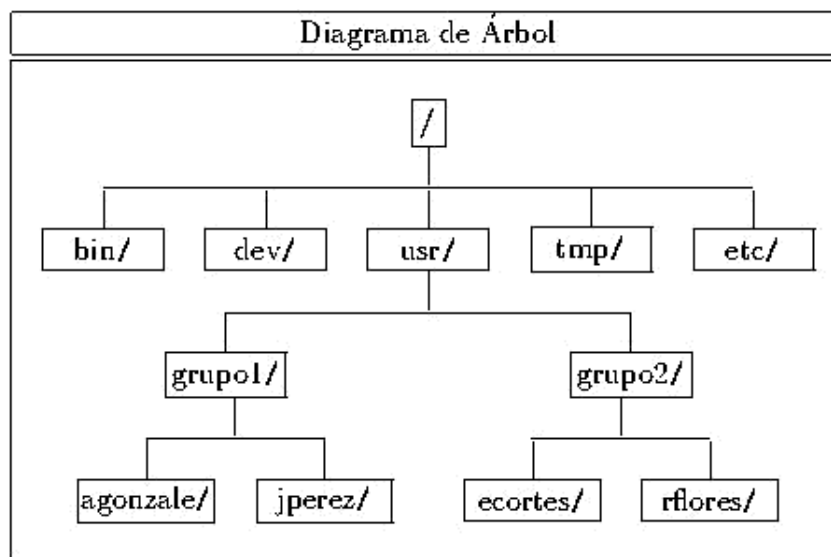 Diagrama de Árbol
/
bin/ dev/ usr/ tmp/ etc/
grupo1/ grupo2/
agonzale/ jperez/ ecortes/ rflores/